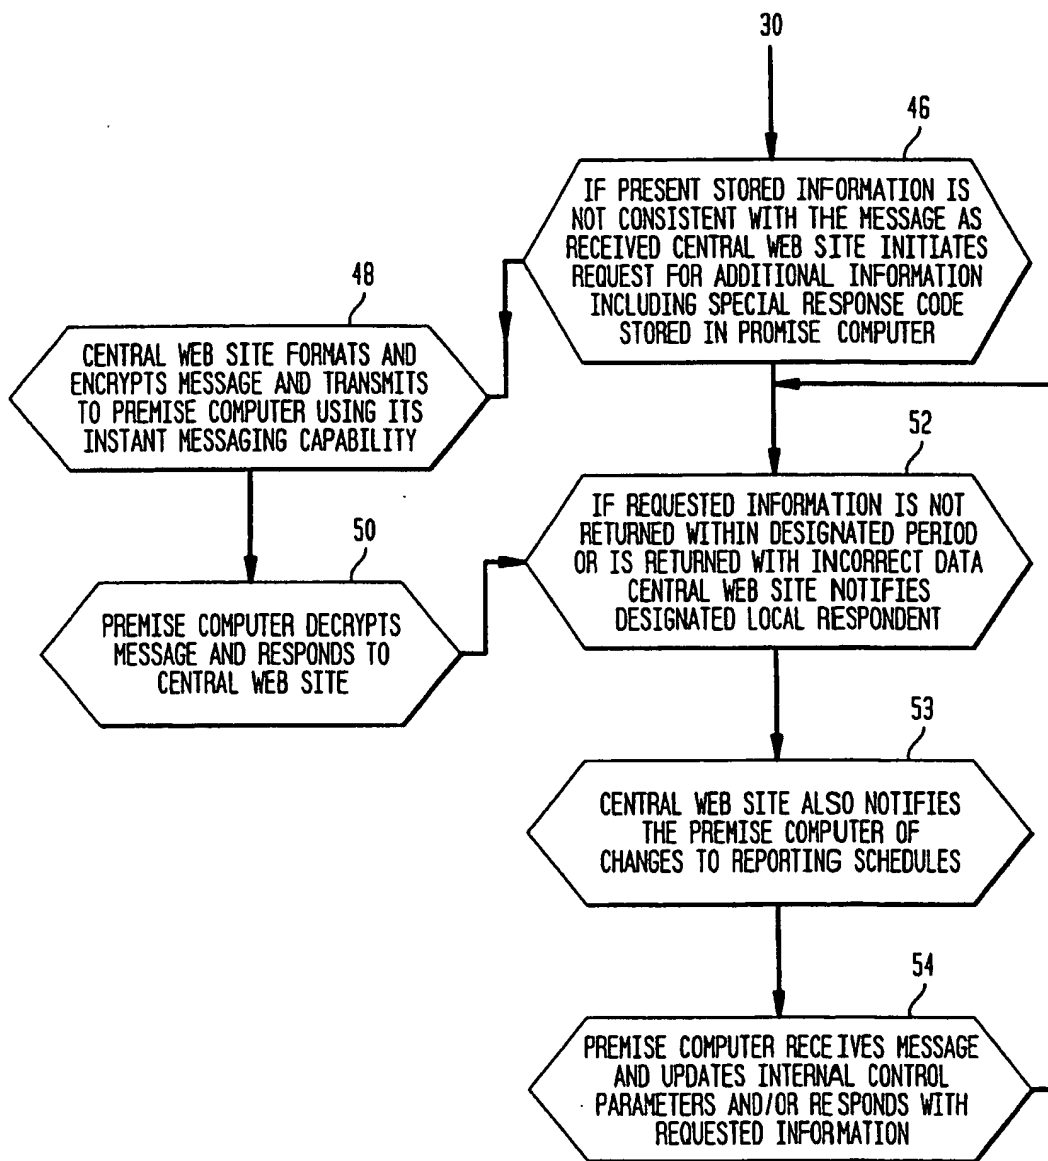 30
46
IF PRESENT STORED INFORMATION IS
NOT CONSISTENT WITH THE MESSAGE AS
RECEIVED CENTRAL WEB SITE INITIATES
REQUEST FOR ADDITIONAL INFORMATION
INCLUDING SPECIAL RESPONSE CODE
STORED IN PROMISE COMPUTER
48
CENTRAL WEB SITE FORMATS AND
ENCRYPTS MESSAGE AND TRANSMITS
TO PREMISE COMPUTER USING ITS
INSTANT MESSAGING CAPABILITY
52
IF REQUESTED INFORMATION IS NOT
RETURNED WITHIN DESIGNATED PERIOD
OR IS RETURNED WITH INCORRECT DATA
CENTRAL WEB SITE NOTIFIES
DESIGNATED LOCAL RESPONDENT
50
PREMISE COMPUTER DECRYPTS
MESSAGE AND RESPONDS TO
CENTRAL WEB SITE
53
CENTRAL WEB SITE ALSO NOTIFIES
THE PREMISE COMPUTER OF
CHANGES TO REPORTING SCHEDULES
54
PREMISE COMPUTER RECEIVES MESSAGE
AND UPDATES INTERNAL CONTROL
PARAMETERS AND/OR RESPONDS WITH
REQUESTED INFORMATION